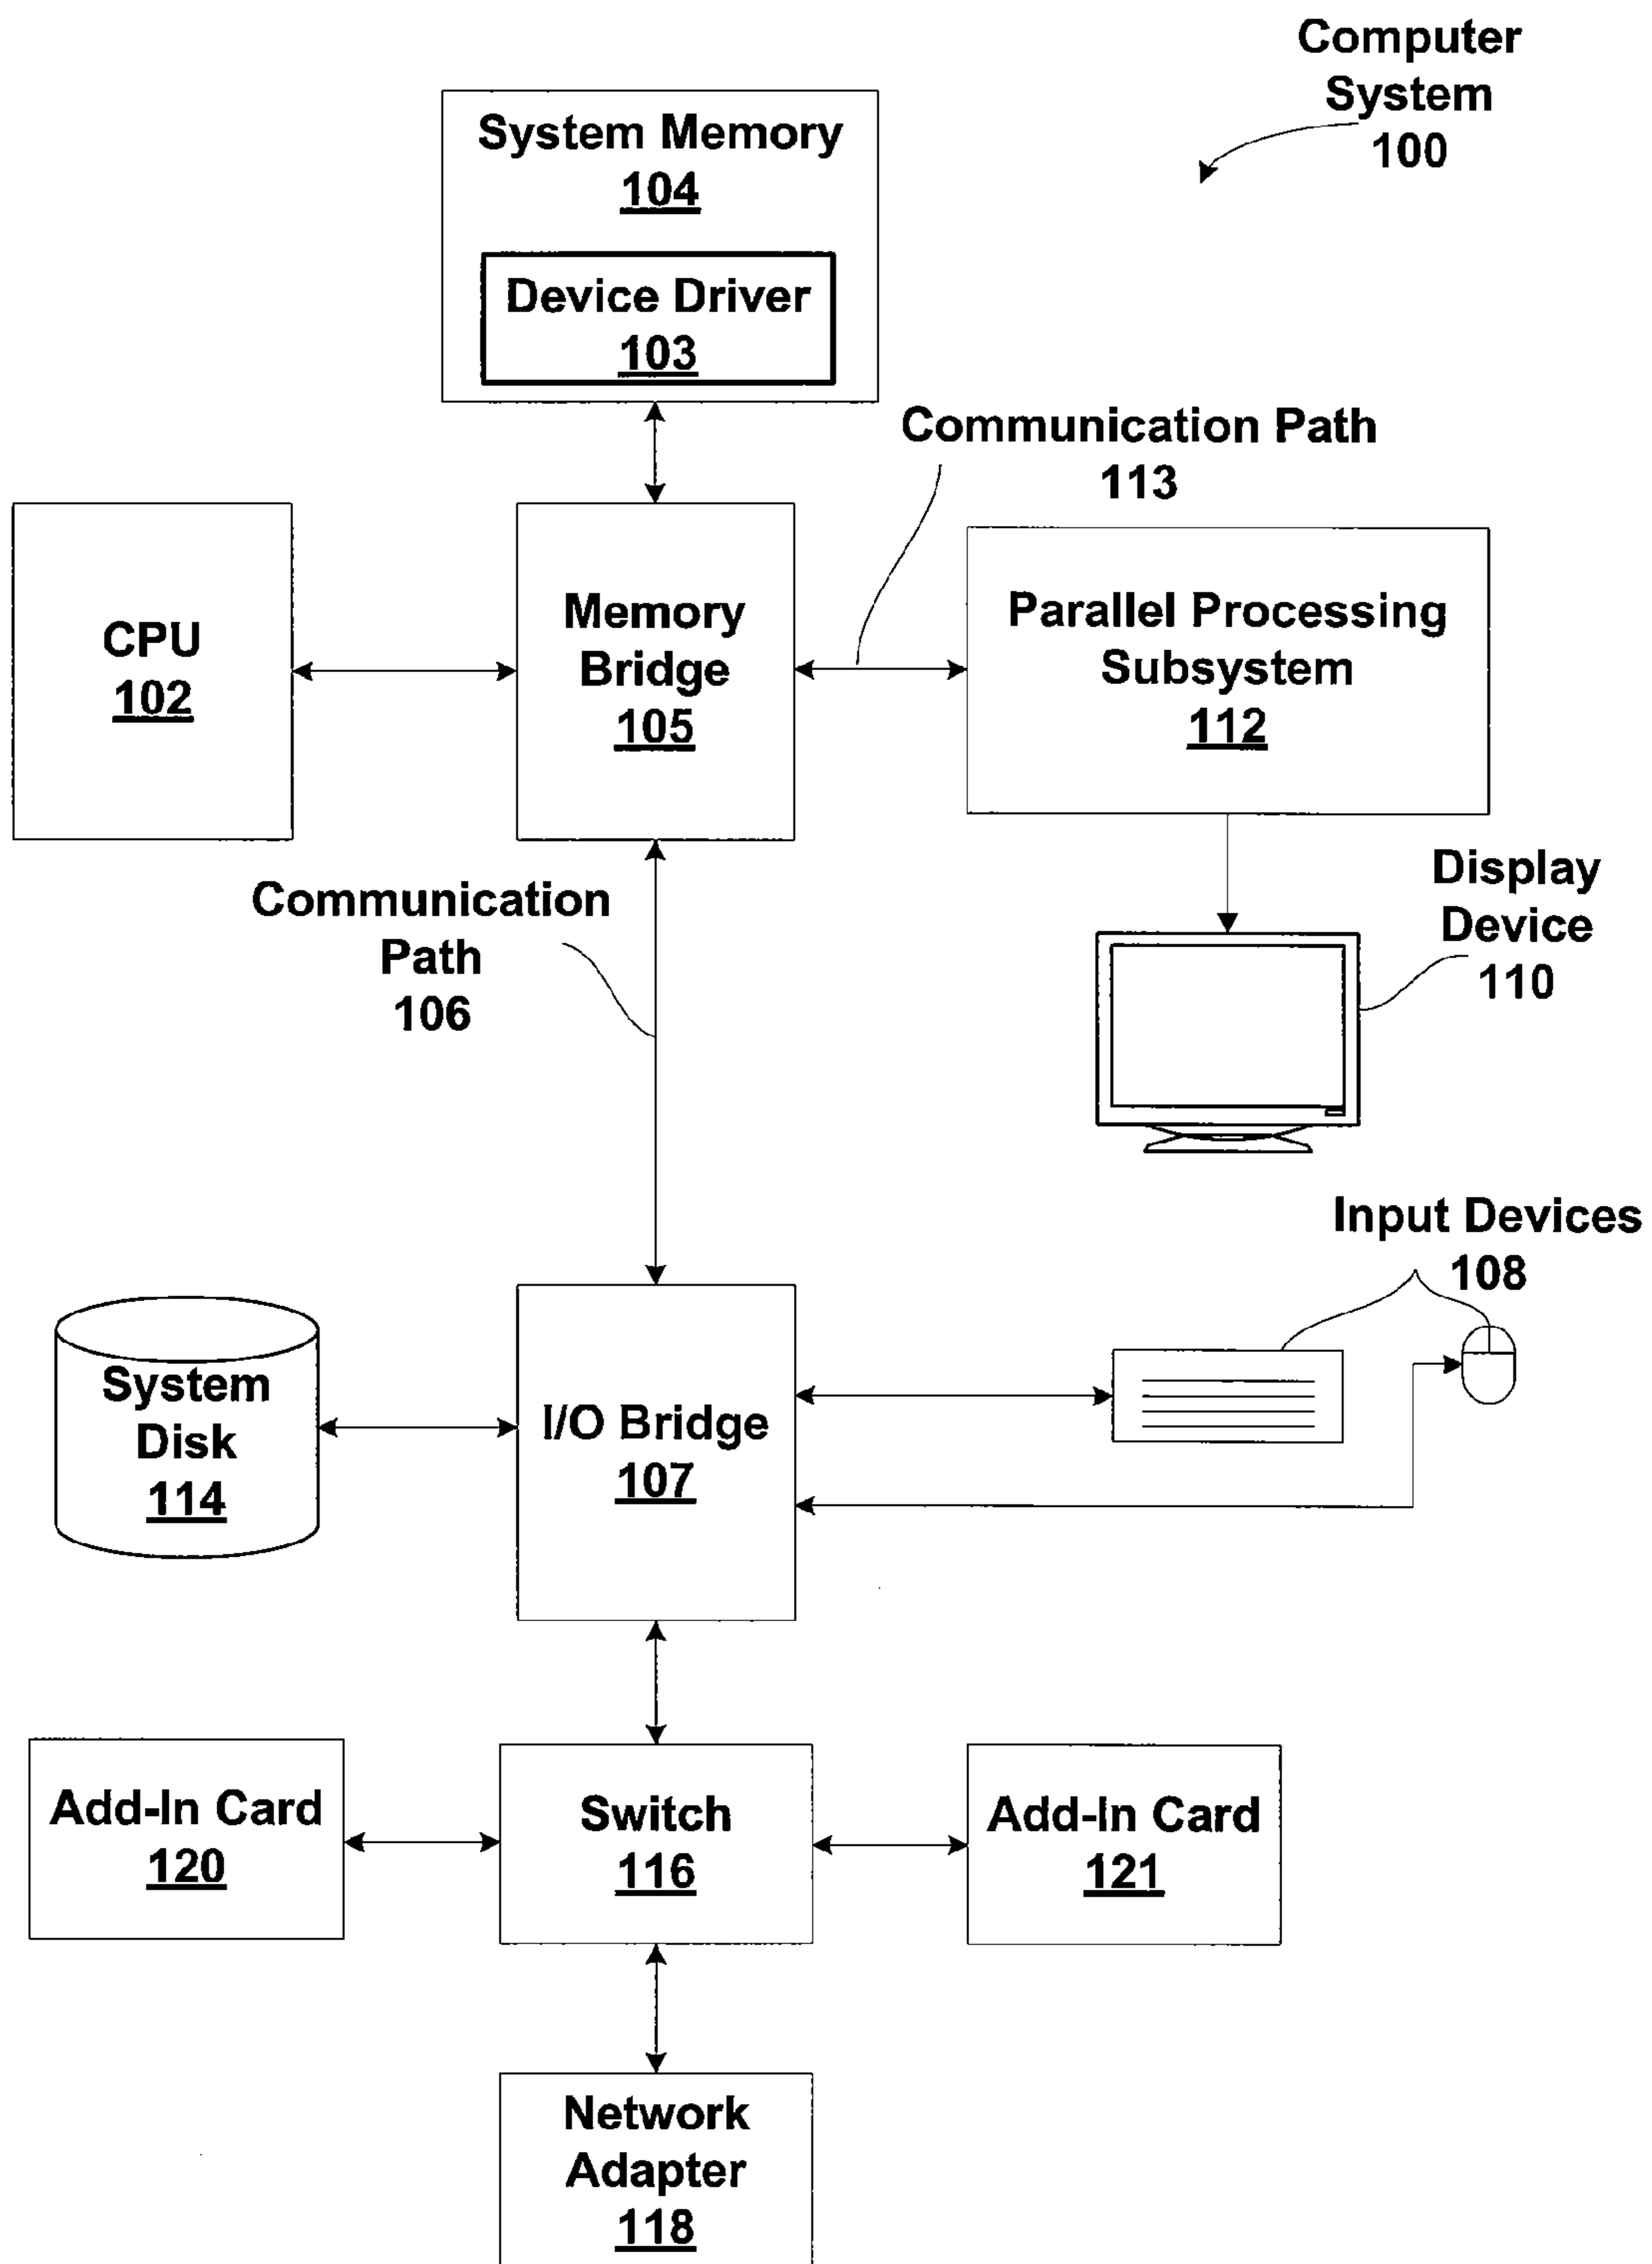 Computer
System
100
System Memory
104
Device Driver
103
Communication Path
113
CPU
102
Memory
Bridge
105
Parallel Processing
Subsystem
112
Communication
Path
106
Display
Device
110
Input Devices
108
System
Disk
114
I/O Bridge
107
Add-In Card
120
Switch
116
Add-In Card
121
Network
Adapter
118